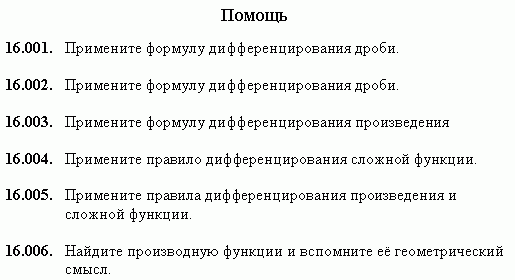 Помощь
16.001. Примените формулу дифференцирования дроби.
16.002. Примените формулу дифференцирования дроби.
16.003. Примените формулу дифференцирования произведения
16.004. Примените правило дифференцирования сложной функции.
16.005. Примените правила дифференцирования произведения и
сложной функции.
16.006. Найдите производную функции и вспомните её геометрический
смысл.